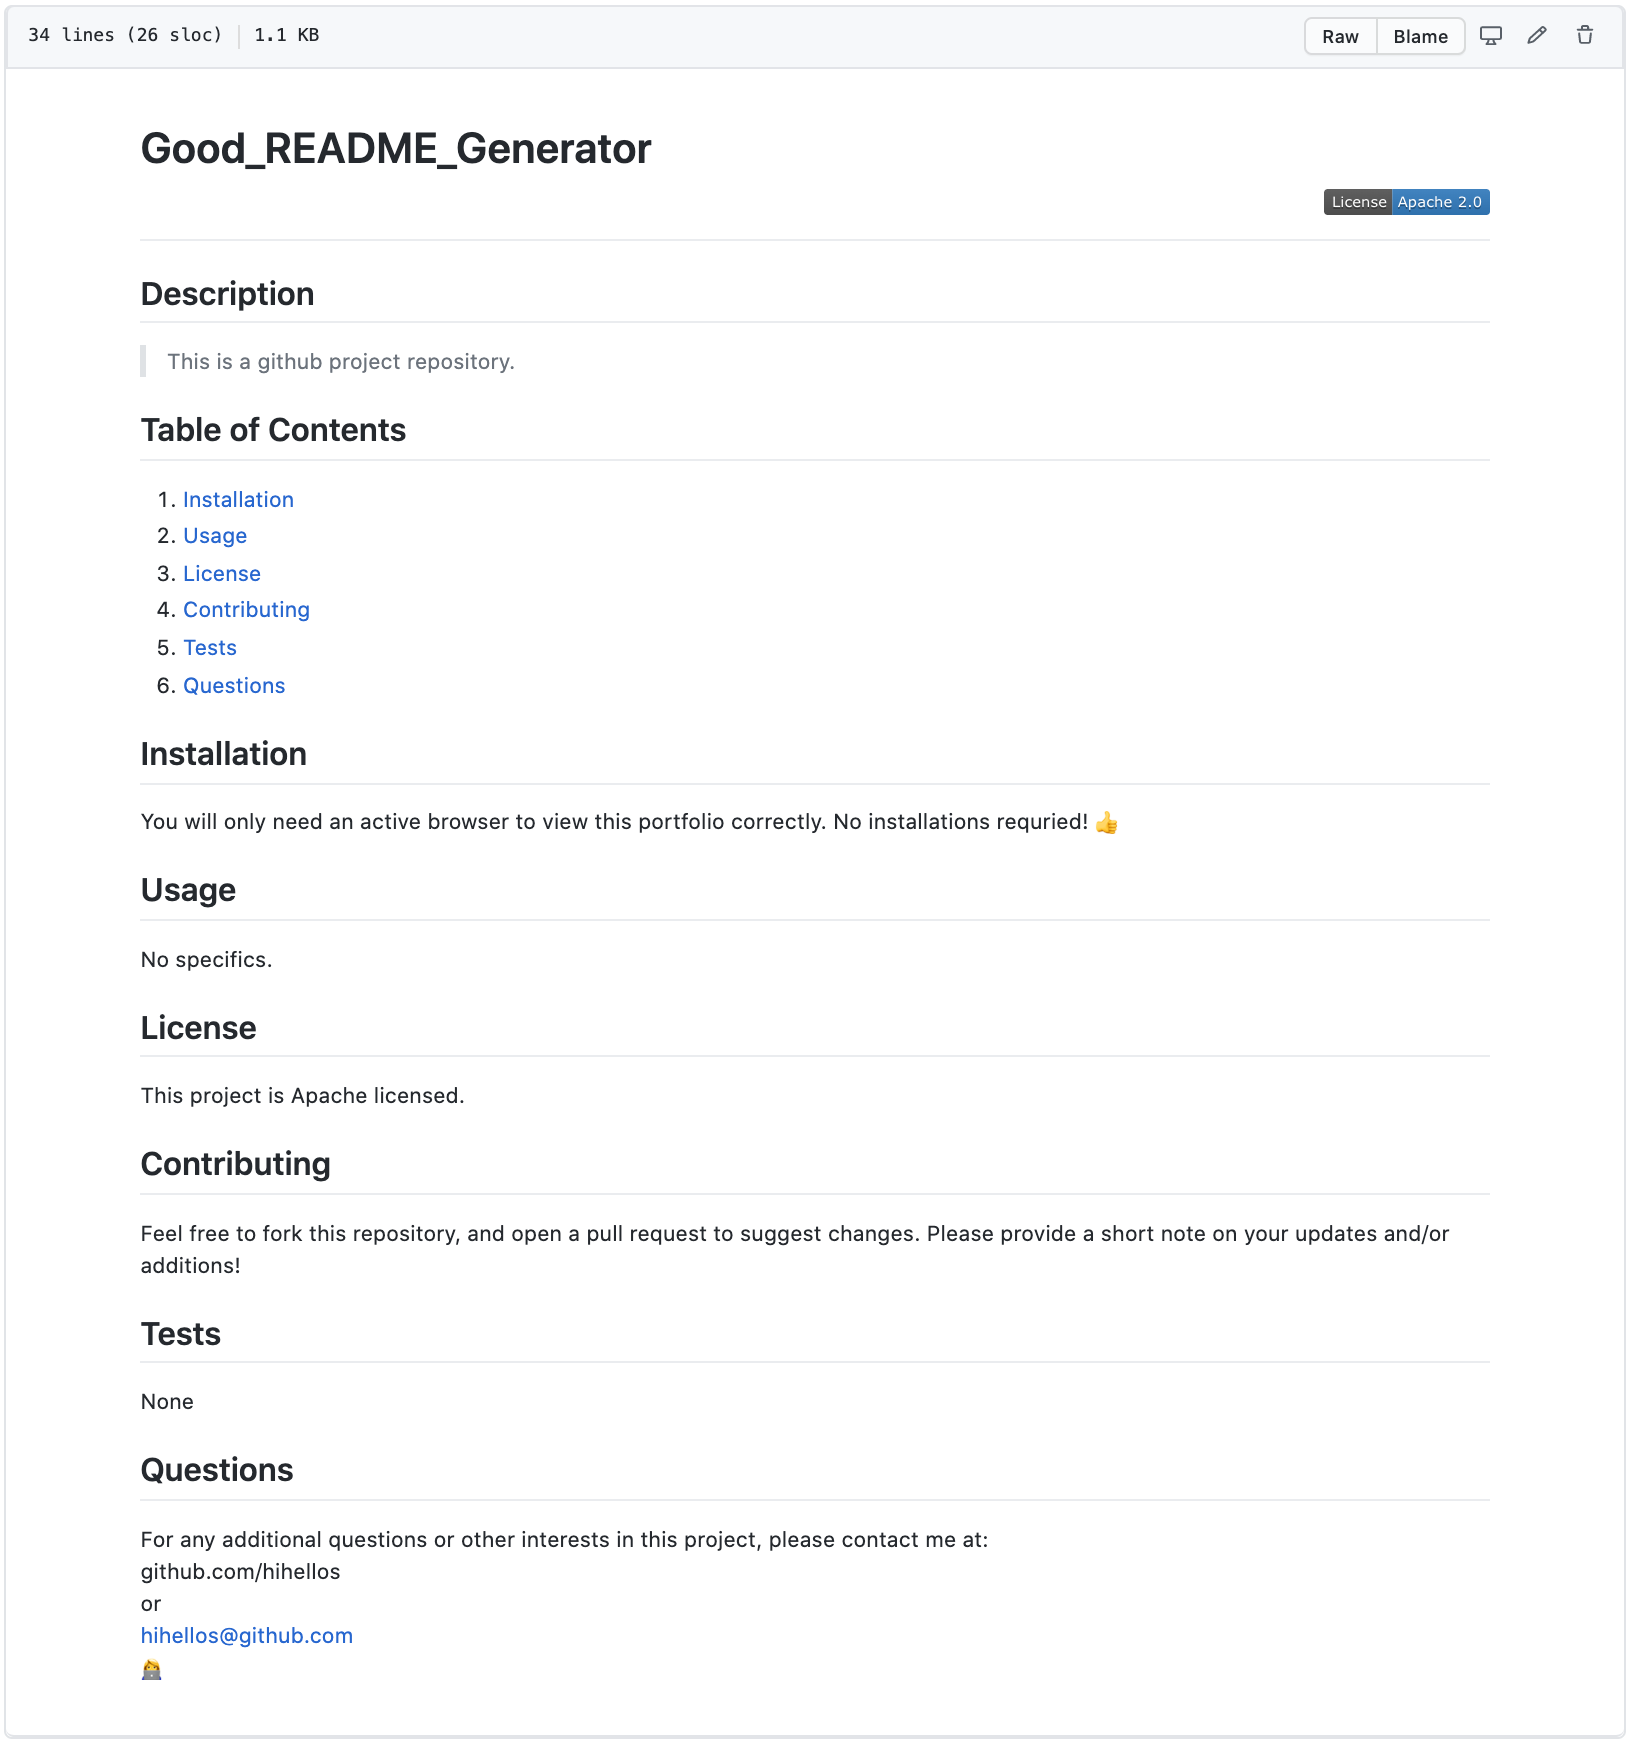 34 lines (26 sloc) 1.1 KB
Raw Blame
Good_README_Generator
License Apache 2.0
Description
This is a github project repository.
Table of Contents
1. Installation
2. Usage
3. License
4. Contributing
5. Tests
6. Questions
Installation
You will only need an active browser to view this portfolio correctly. No installations requried! 👍
Usage
No specifics.
License
This project is Apache licensed.
Contributing
Feel free to fork this repository, and open a pull request to suggest changes. Please provide a short note on your updates and/or
additions!
Tests
None
Questions
For any additional questions or other interests in this project, please contact me at:
github.com/hihellos
or
hihellos@github.com